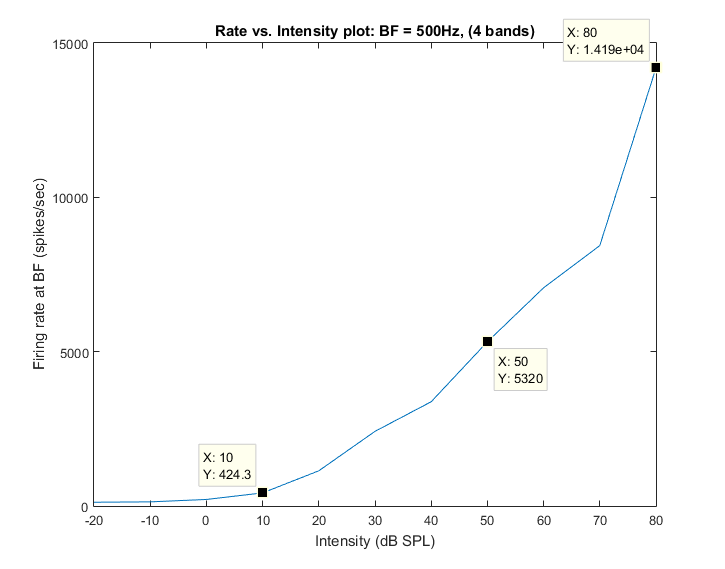 Rate vs. Intensity plot: BF = 500Hz, (4 bands)
X: 80
Y: 1.419e+04
15000
10000
5000
0
Firing rate at BF (spikes/sec)
X: 50
Y: 5320
X: 10
Y: 424.3
-20
-10
0
10
20
30
40
50
60
70
80
Intensity (dB SPL)